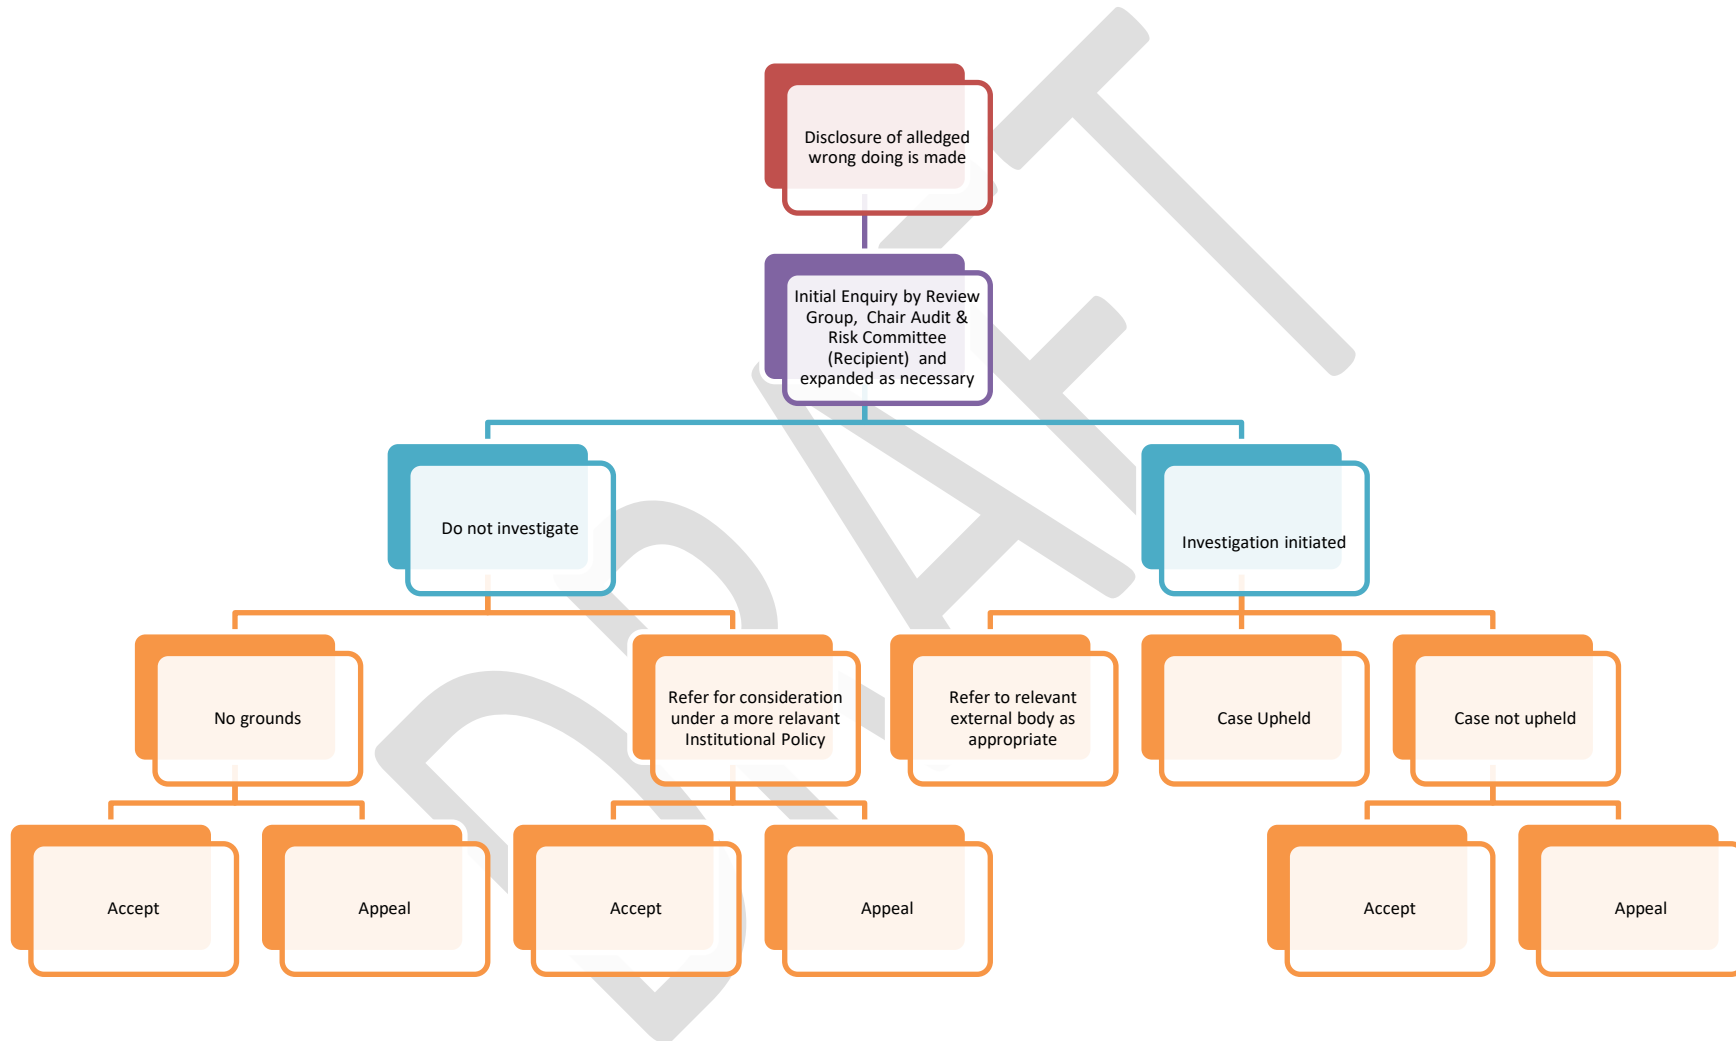 Disclosure of alledged
wrong doing is made
Initial Enquiry by Review
Group, Chair Audit &
Risk Committee
(Recipient) and
expanded as necessary
Do not investigate
Investigation initiated
No grounds
Refer for consideration
under a more relavant
Institutional Policy
Refer to relevant
external body as
appropriate
Case Upheld
Case not upheld
Accept
Appeal
Accept
Appeal
Accept
Appeal
DRAFT